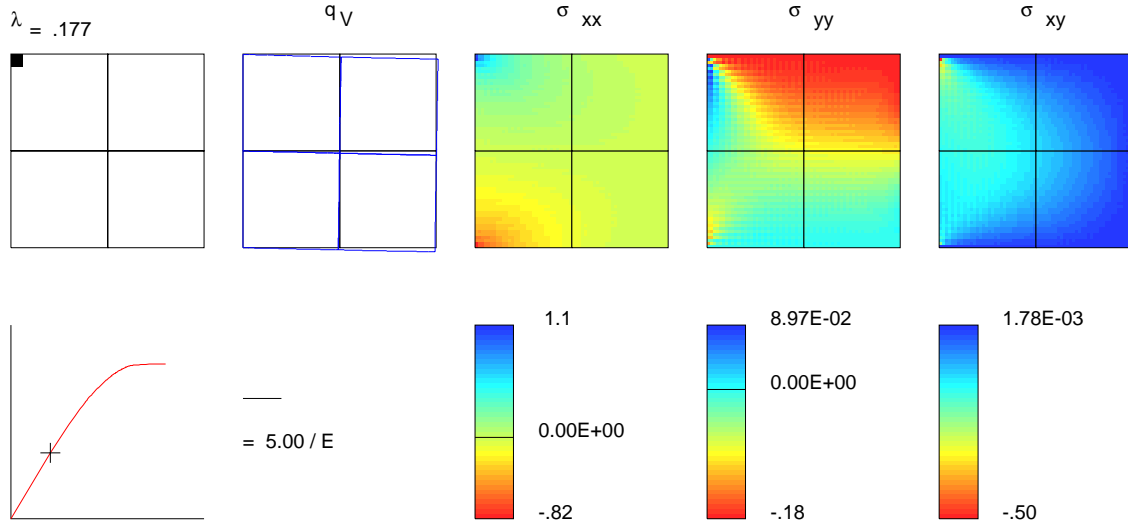 λ = .177
q V
σ xx
σ yy
σ xy
1.1
8.97E-02
1.78E-03
0.00E+00
0.00E+00
= 5.00 / E
-.82
-.18
-.50